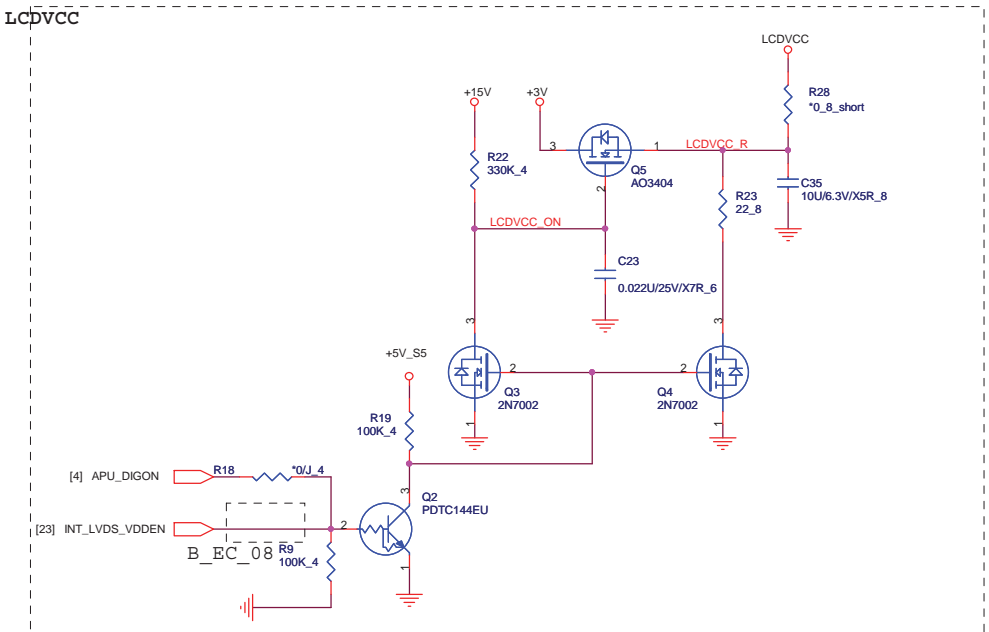 LCDVCC
LCDVCC
R28
*0_8_short
+15V
+3V
3
1
LCDVCC_R
R22
330K_4
Q5
AO3404
2
C35
10U/6.3V/X5R_8
R23
22_8
LCDVCC_ON
C23
0.022U/25V/X7R_6
3
3
+5V_S5
2
2
Q3
2N7002
Q4
2N7002
R19
100K_4
1
1
[4] APU_DIGON
R18
*0/J_4
3
Q2
PDTC144EU
[23] INT_LVDS_VDDEN
2
B_EC_08
R9
100K_4
1